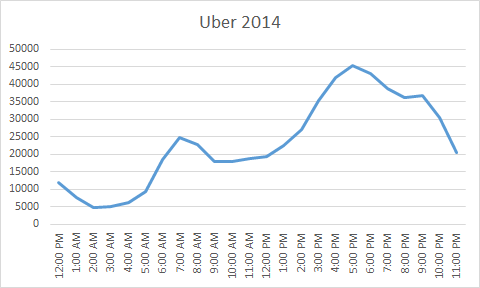 Uber 2014
50000
45000
40000
35000
30000
25000
20000
15000
10000
5000
0
12:00 PM
1:00 AM
2:00 AM
3:00 AM
4:00 AM
5:00 AM
6:00 AM
7:00 AM
8:00 AM
9:00 AM
10:00 AM
11:00 AM
12:00 PM
1:00 PM
2:00 PM
3:00 PM
4:00 PM
5:00 PM
6:00 PM
7:00 PM
8:00 PM
9:00 PM
10:00 PM
11:00 PM